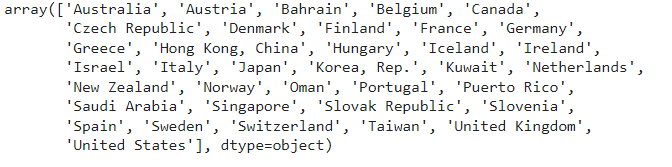 array(['Australia', 'Austria', 'Bahrain', 'Belgium', 'Canada',
'Czech Republic', 'Denmark', 'Finland', 'France', 'Germany',
'Greece', 'Hong Kong, China', 'Hungary', 'Iceland', 'Ireland',
'Israel', 'Italy', 'Japan', 'Korea, Rep.', 'Kuwait', 'Netherlands',
'New Zealand', 'Norway', 'Oman', 'Portugal', 'Puerto Rico',
'Saudi Arabia', 'Singapore', 'Slovak Republic', 'Slovenia',
'Spain', 'Sweden', 'Switzerland', 'Taiwan', 'United Kingdom',
'United States'], dtype=object)